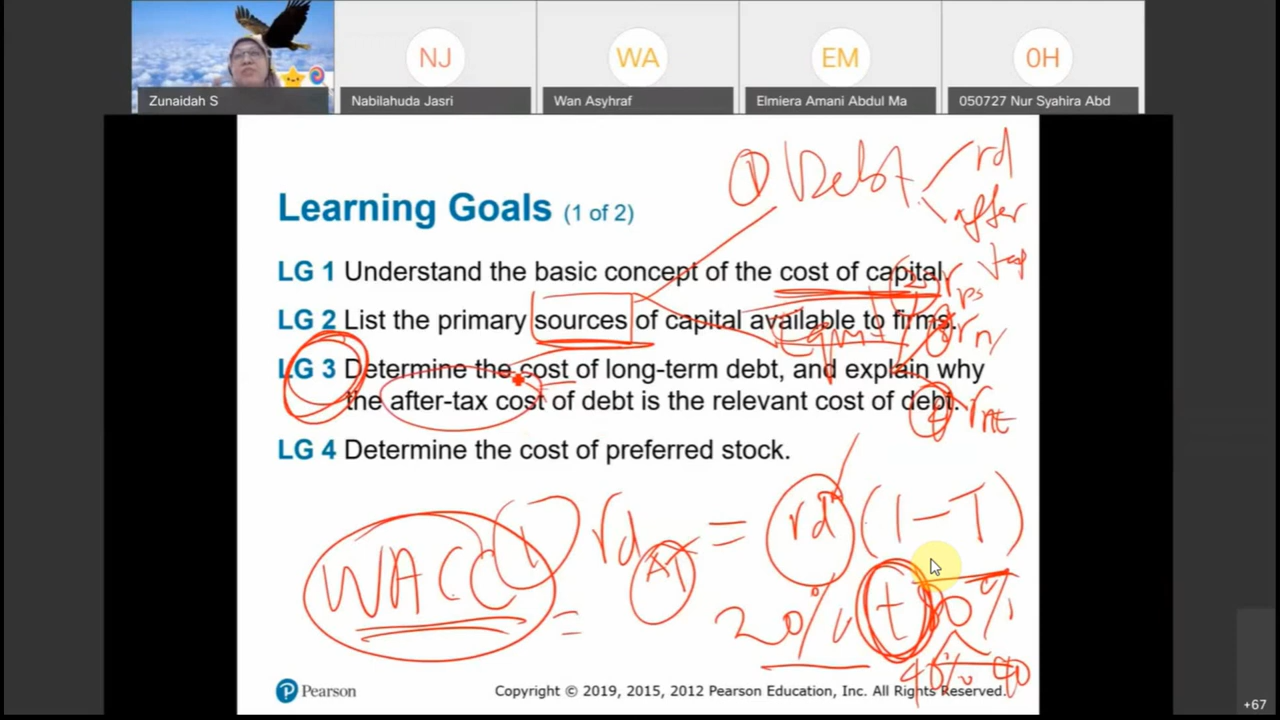 NJ
WA
EM
0H
Zunaidah S
Nabilahuda Jasri
Wan Asyhraf
Elmiera Amani Abdul Ma
050727 Nur Syahira Abd
1 Debt
rd
after
tax
Learning Goals (1 of 2)
LG 1 Understand the basic concept of the cost of capital.
rps
LG 2 List the primary sources of capital available to firms.
rn
LG 3 Determine the cost of long-term debt, and explain why
the after-tax cost of debt is the relevant cost of debt.
LG 4 Determine the cost of preferred stock.
WACC =
1 rd AT = rd (1-T)
20% t
40% 40
Pearson
Copyright © 2019, 2015, 2012 Pearson Education, Inc. All Rights Reserved.
+67